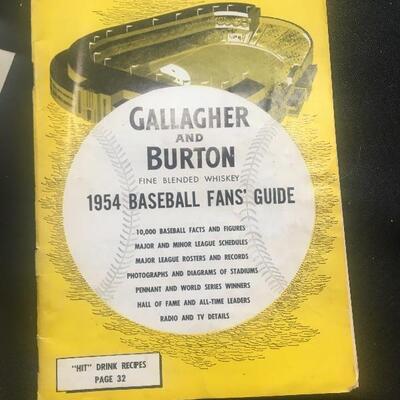 GALLAGHER
AND
BURTON
FINE BLENDED WHISKEY
1954 BASEBALL FANS' GUIDE
10,000 BASEBALL FACTS AND FIGURES
MAJOR AND MINOR LEAGUE SCHEDULES
MAJOR LEAGUE ROSTERS AND RECORDS
PHOTOGRAPHS AND DIAGRAMS OF STADIUMS
PENNANT AND WORLD SERIES WINNERS
HALL OF FAME AND ALL-TIME LEADERS
RADIO AND TV DETAILS
"HIT" DRINK RECIPES
PAGE 32